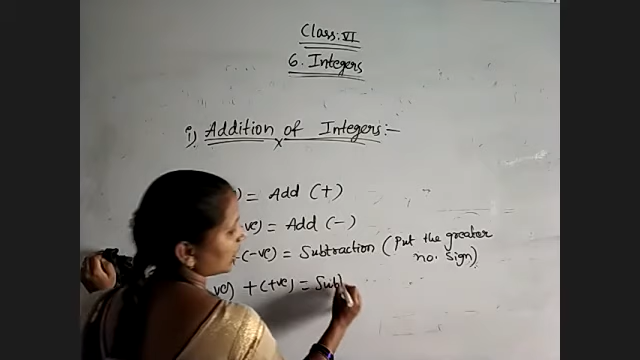 Class:VI
6. Integers
i) Addition of Integers:-
) = Add (+)
ve) = Add (-)
+(-ve) = Subtraction (Put the greater
no. sign)
ve) + (+ve) = Subt